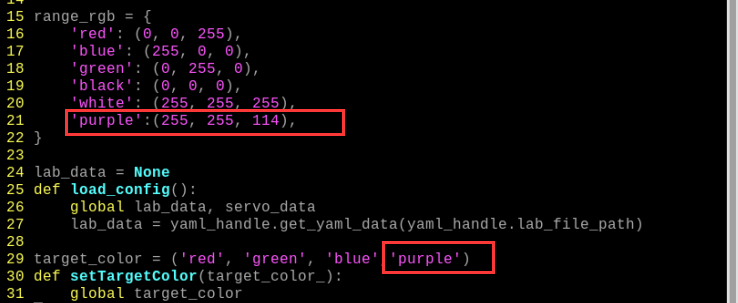 14
15 range_rgb = {
16     'red': (0, 0, 255),
17     'blue': (255, 0, 0),
18     'green': (0, 255, 0),
19     'black': (0, 0, 0),
20     'white': (255, 255, 255),
21     'purple':(255, 255, 114),
22 }
23
24 lab_data = None
25 def load_config():
26     global lab_data, servo_data
27     lab_data = yaml_handle.get_yaml_data(yaml_handle.lab_file_path)
28
29 target_color = ('red', 'green', 'blue' 'purple')
30 def setTargetColor(target_color_):
31     global target_color